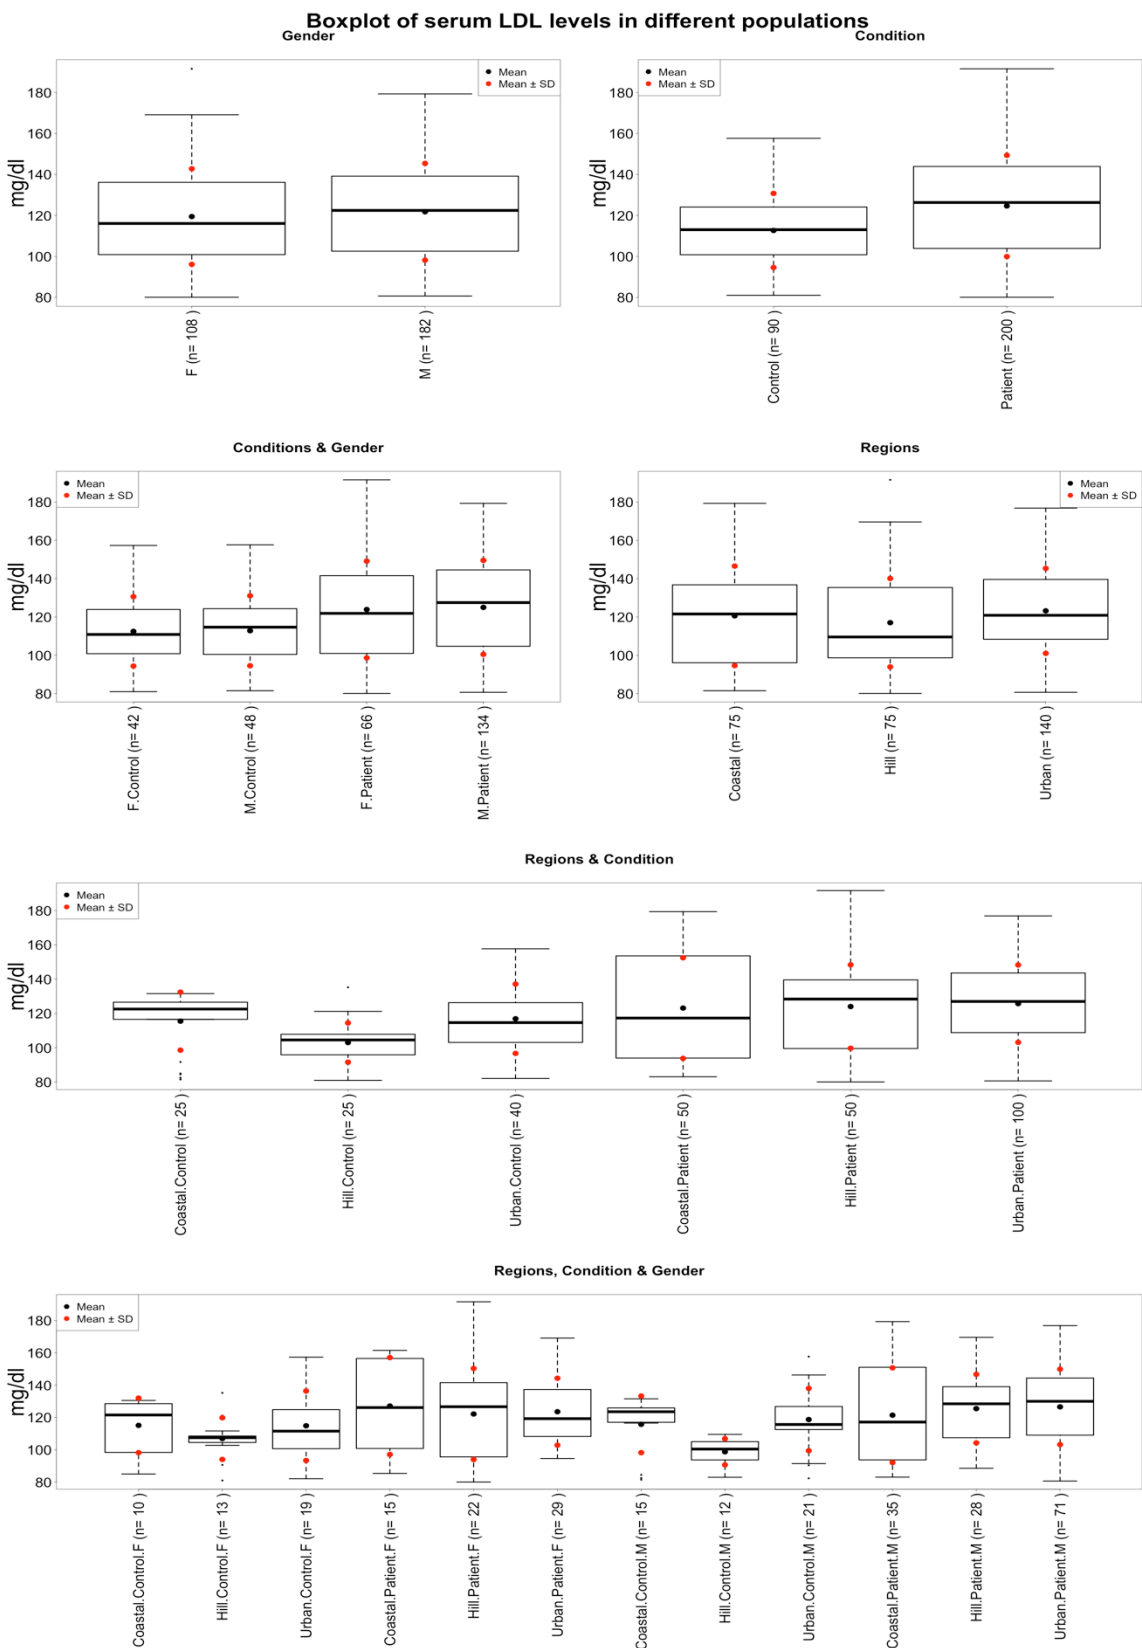 Boxplot of serum LDL levels in different populations
Gender
Mean
Mean ± SD
mg/dl
180
160
140
120
100
80
F (n= 108 )
M (n= 182 )
Condition
Mean
Mean ± SD
mg/dl
180
160
140
120
100
80
Control (n= 90 )
Patient (n= 200 )
Conditions & Gender
Mean
Mean ± SD
mg/dl
180
160
140
120
100
80
F.Control (n= 42 )
M.Control (n= 48 )
F.Patient (n= 66 )
M.Patient (n= 134 )
Regions
Mean
Mean ± SD
mg/dl
180
160
140
120
100
80
Coastal (n= 75 )
Hill (n= 75 )
Urban (n= 140 )
Regions & Condition
Mean
Mean ± SD
mg/dl
180
160
140
120
100
80
Coastal.Control (n= 25 )
Hill.Control (n= 25 )
Urban.Control (n= 40 )
Coastal.Patient (n= 50 )
Hill.Patient (n= 50 )
Urban.Patient (n= 100 )
Regions, Condition & Gender
Mean
Mean ± SD
mg/dl
180
160
140
120
100
80
Coastal.Control.F (n= 10 )
Hill.Control.F (n= 13 )
Urban.Control.F (n= 19 )
Coastal.Patient.F (n= 15 )
Hill.Patient.F (n= 22 )
Urban.Patient.F (n= 29 )
Coastal.Control.M (n= 15 )
Hill.Control.M (n= 12 )
Urban.Control.M (n= 21 )
Coastal.Patient.M (n= 35 )
Hill.Patient.M (n= 28 )
Urban.Patient.M (n= 71 )